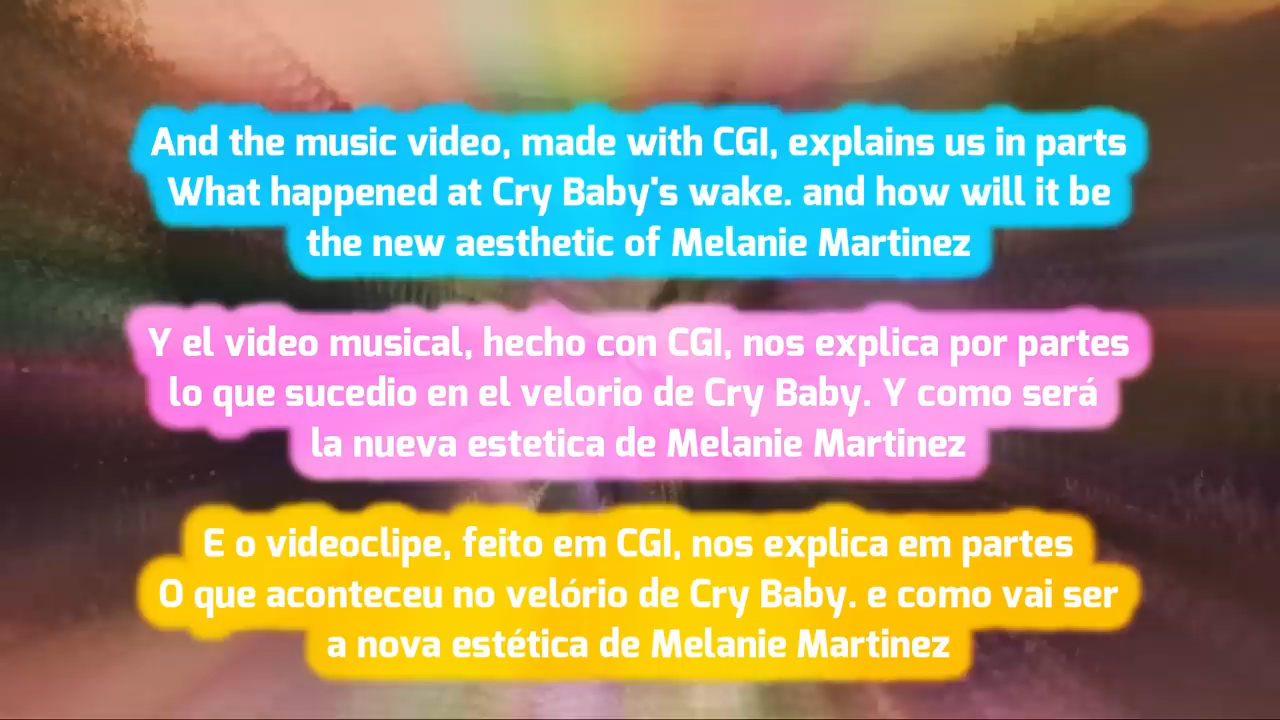 And the music video, made with CGI, explains us in parts
What happened at Cry Baby's wake. and how will it be
the new aesthetic of Melanie Martinez
Y el video musical, hecho con CGI, nos explica por partes
lo que sucedio en el velorio de Cry Baby. Y como será
la nueva estetica de Melanie Martinez
E o videoclipe, feito em CGI, nos explica em partes
O que aconteceu no velório de Cry Baby. e como vai ser
a nova estética de Melanie Martinez